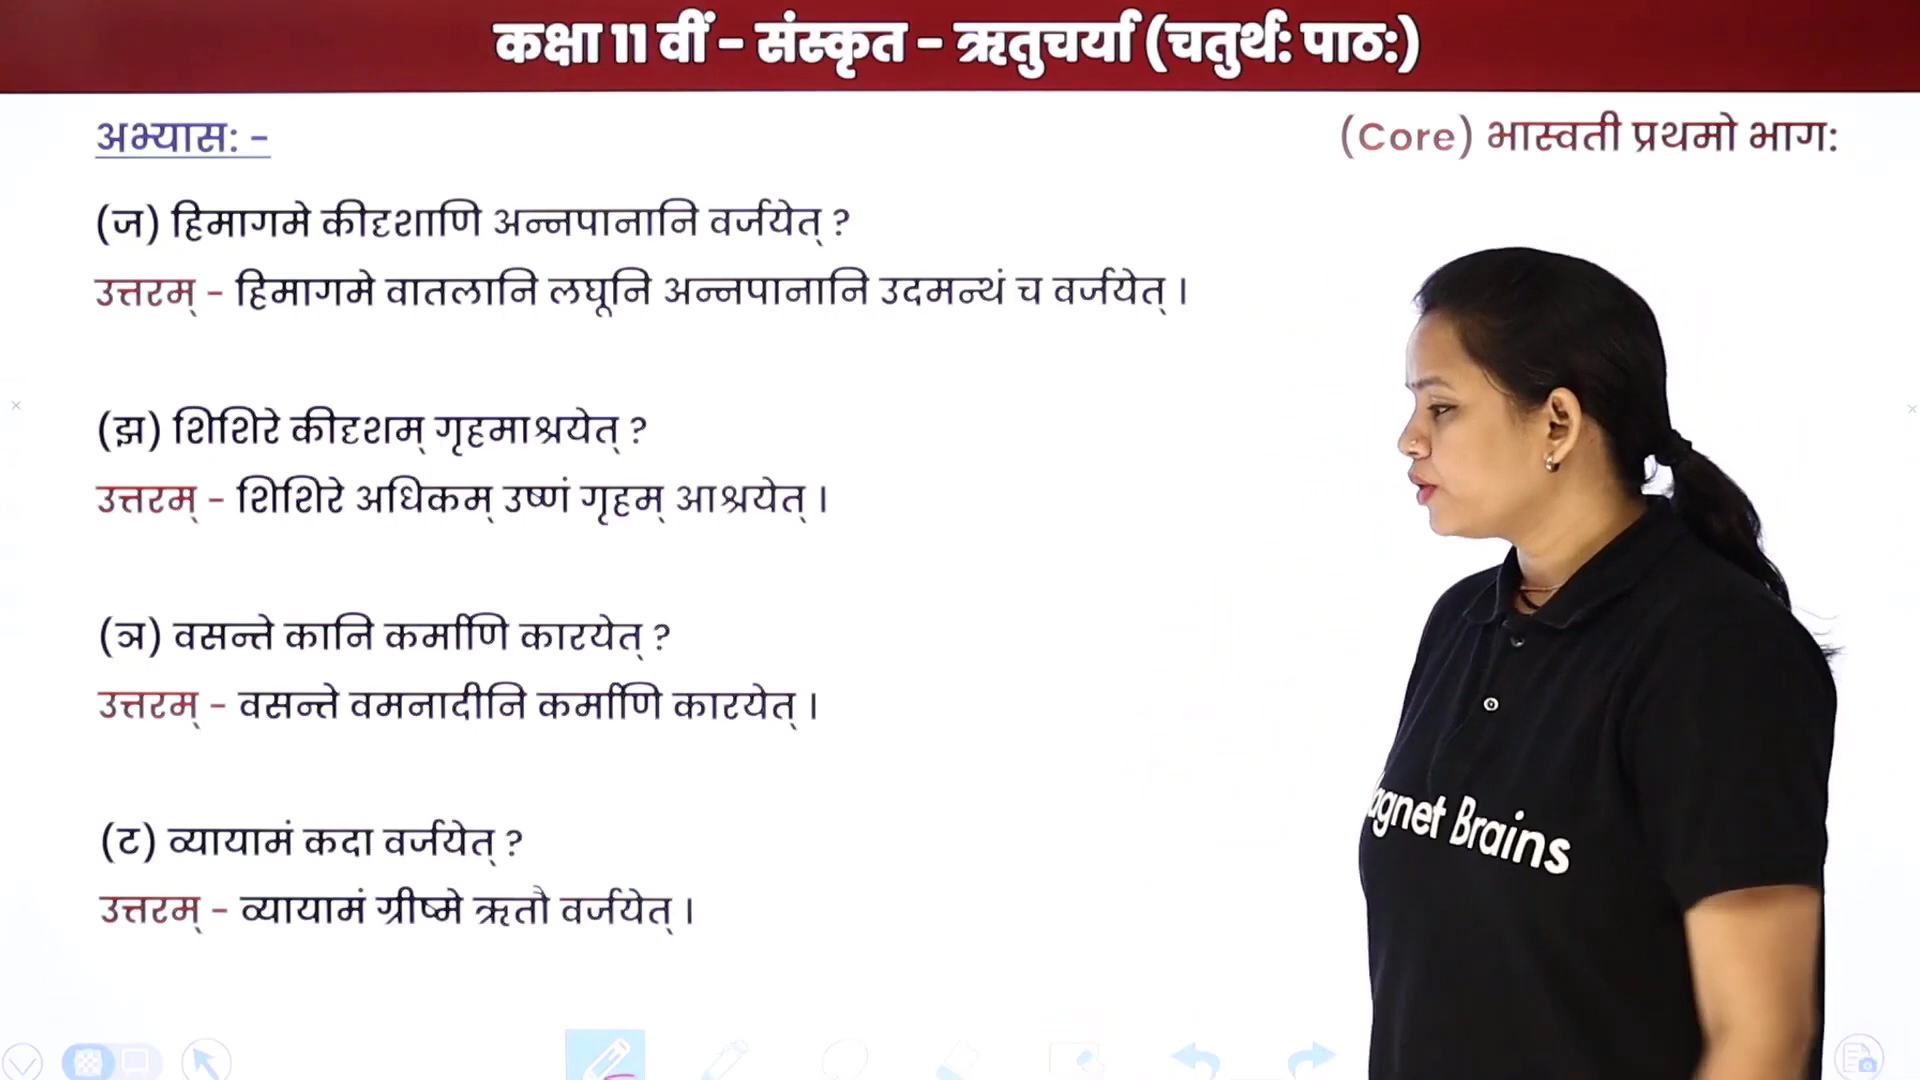 कक्षा 11 वीं - संस्कृत - ऋतुचर्या (चतुर्थ: पाठ:)
अभ्यास: -
(Core) भास्वती प्रथमो भाग:
(ज) हिमागमे कीदृशाणि अन्नपानानि वर्जयेत् ?
उत्तरम् - हिमागमे वातलानि लघूनि अन्नपानानि उदमन्थं च वर्जयेत् ।
(झ) शिशिरे कीदृशम् गृहमाश्रयेत् ?
उत्तरम् - शिशिरे अधिकम् उष्णं गृहम् आश्रयेत् ।
(ञ) वसन्ते कानि कर्माणि कारयेत् ?
उत्तरम् - वसन्ते वमनादीनि कर्माणि कारयेत् ।
(ट) व्यायामं कदा वर्जयेत् ?
उत्तरम् - व्यायामं ग्रीष्मे ऋतौ वर्जयेत् ।
agnet Brains